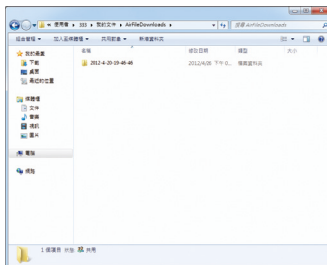 使用者 ▸ 333 ▸ 我的文件 ▸ AirFileDownloads ▸
搜尋 AirFileDownloads
組合管理 ▾ 加入至媒體櫃 ▾ 共用對象 ▾ 新增資料夾
名稱 修改日期 類型 大小
2012-4-20-19-46-46 2012/4/20 下午 0... 檔案資料夾
我的最愛
下載
桌面
最近的位置
媒體櫃
文件
音樂
視訊
圖片
電腦
網路
1 個項目 狀態: 共用